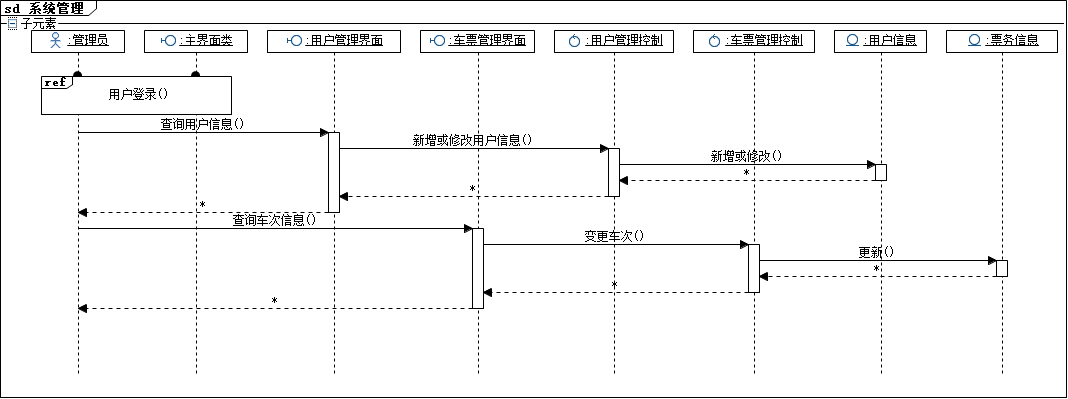 sd 系统管理
子元素
:管理员
:主界面类
:用户管理界面
:车票管理界面
:用户管理控制
:车票管理控制
:用户信息
:票务信息
ref
用户登录()
查询用户信息()
新增或修改用户信息()
新增或修改()
*
*
*
查询车次信息()
变更车次()
更新()
*
*
*